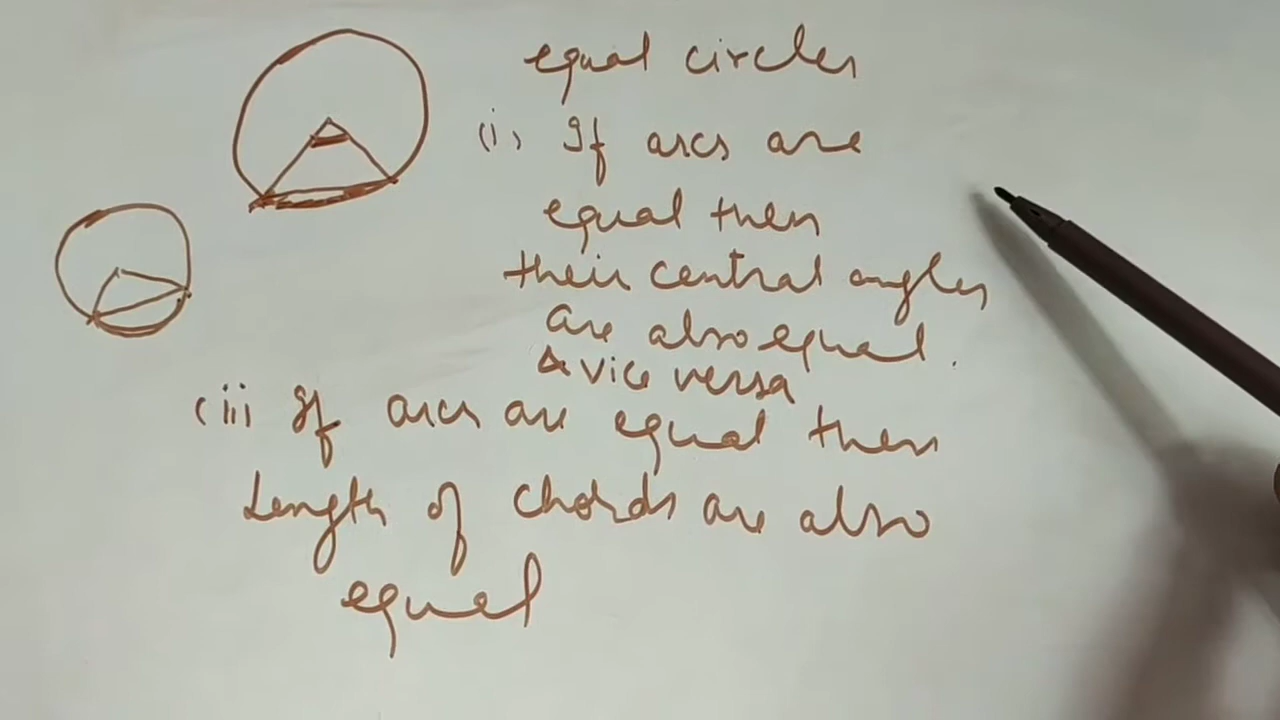 equal circles
(i) If arcs are
equal then
their central angles
are also equal.
& vice versa
(ii) If arcs are equal then
Length of chords are also
equal